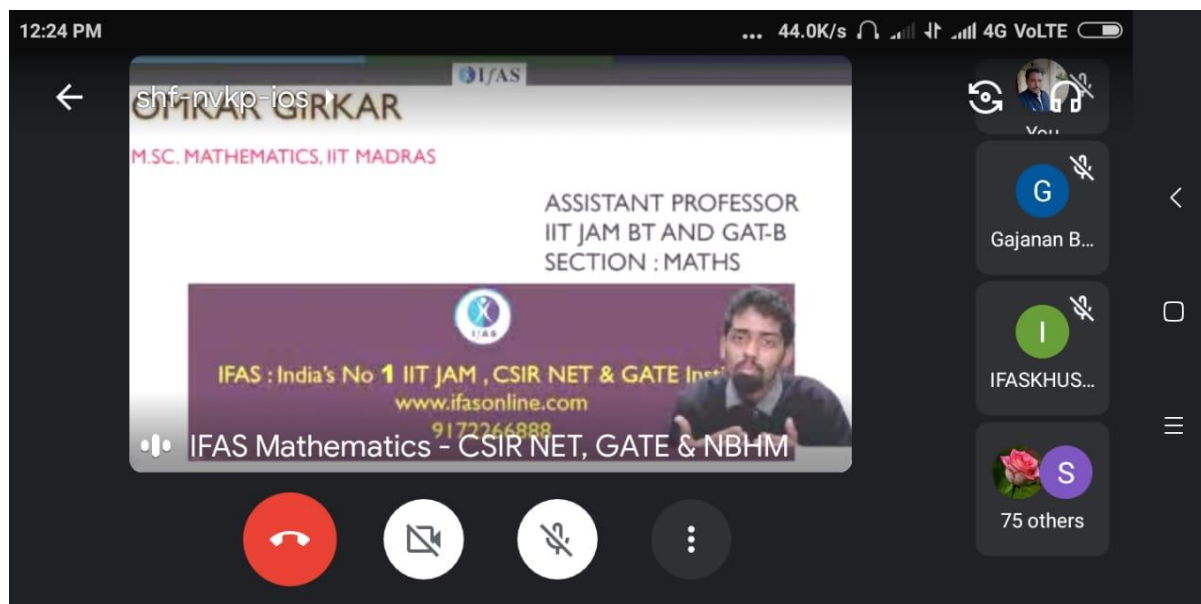 12:24 PM
... 44.0K/s 4G VoLTE
IfAS
shf-nvkp-ios
OMKAR GIRKAR
M.SC. MATHEMATICS, IIT MADRAS
ASSISTANT PROFESSOR
IIT JAM BT AND GAT-B
SECTION : MATHS
IFAS
IFAS : India's No 1 IIT JAM , CSIR NET & GATE Insti
www.ifasonline.com
9172266888
IFAS Mathematics - CSIR NET, GATE & NBHM
You
G
Gajanan B...
I
IFASKHUS...
S
75 others